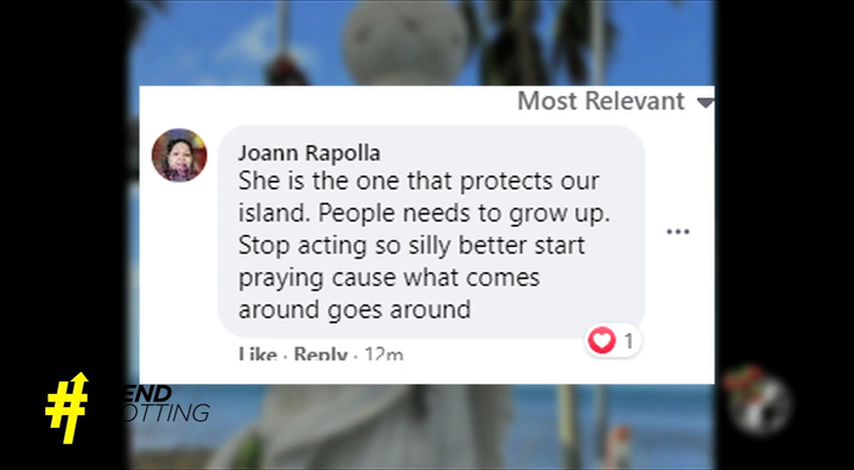 Most Relevant
Joann Rapolla
She is the one that protects our
island. People needs to grow up.
Stop acting so silly better start
praying cause what comes
around goes around
1
Like · Reply · 12m
#END
OTTING